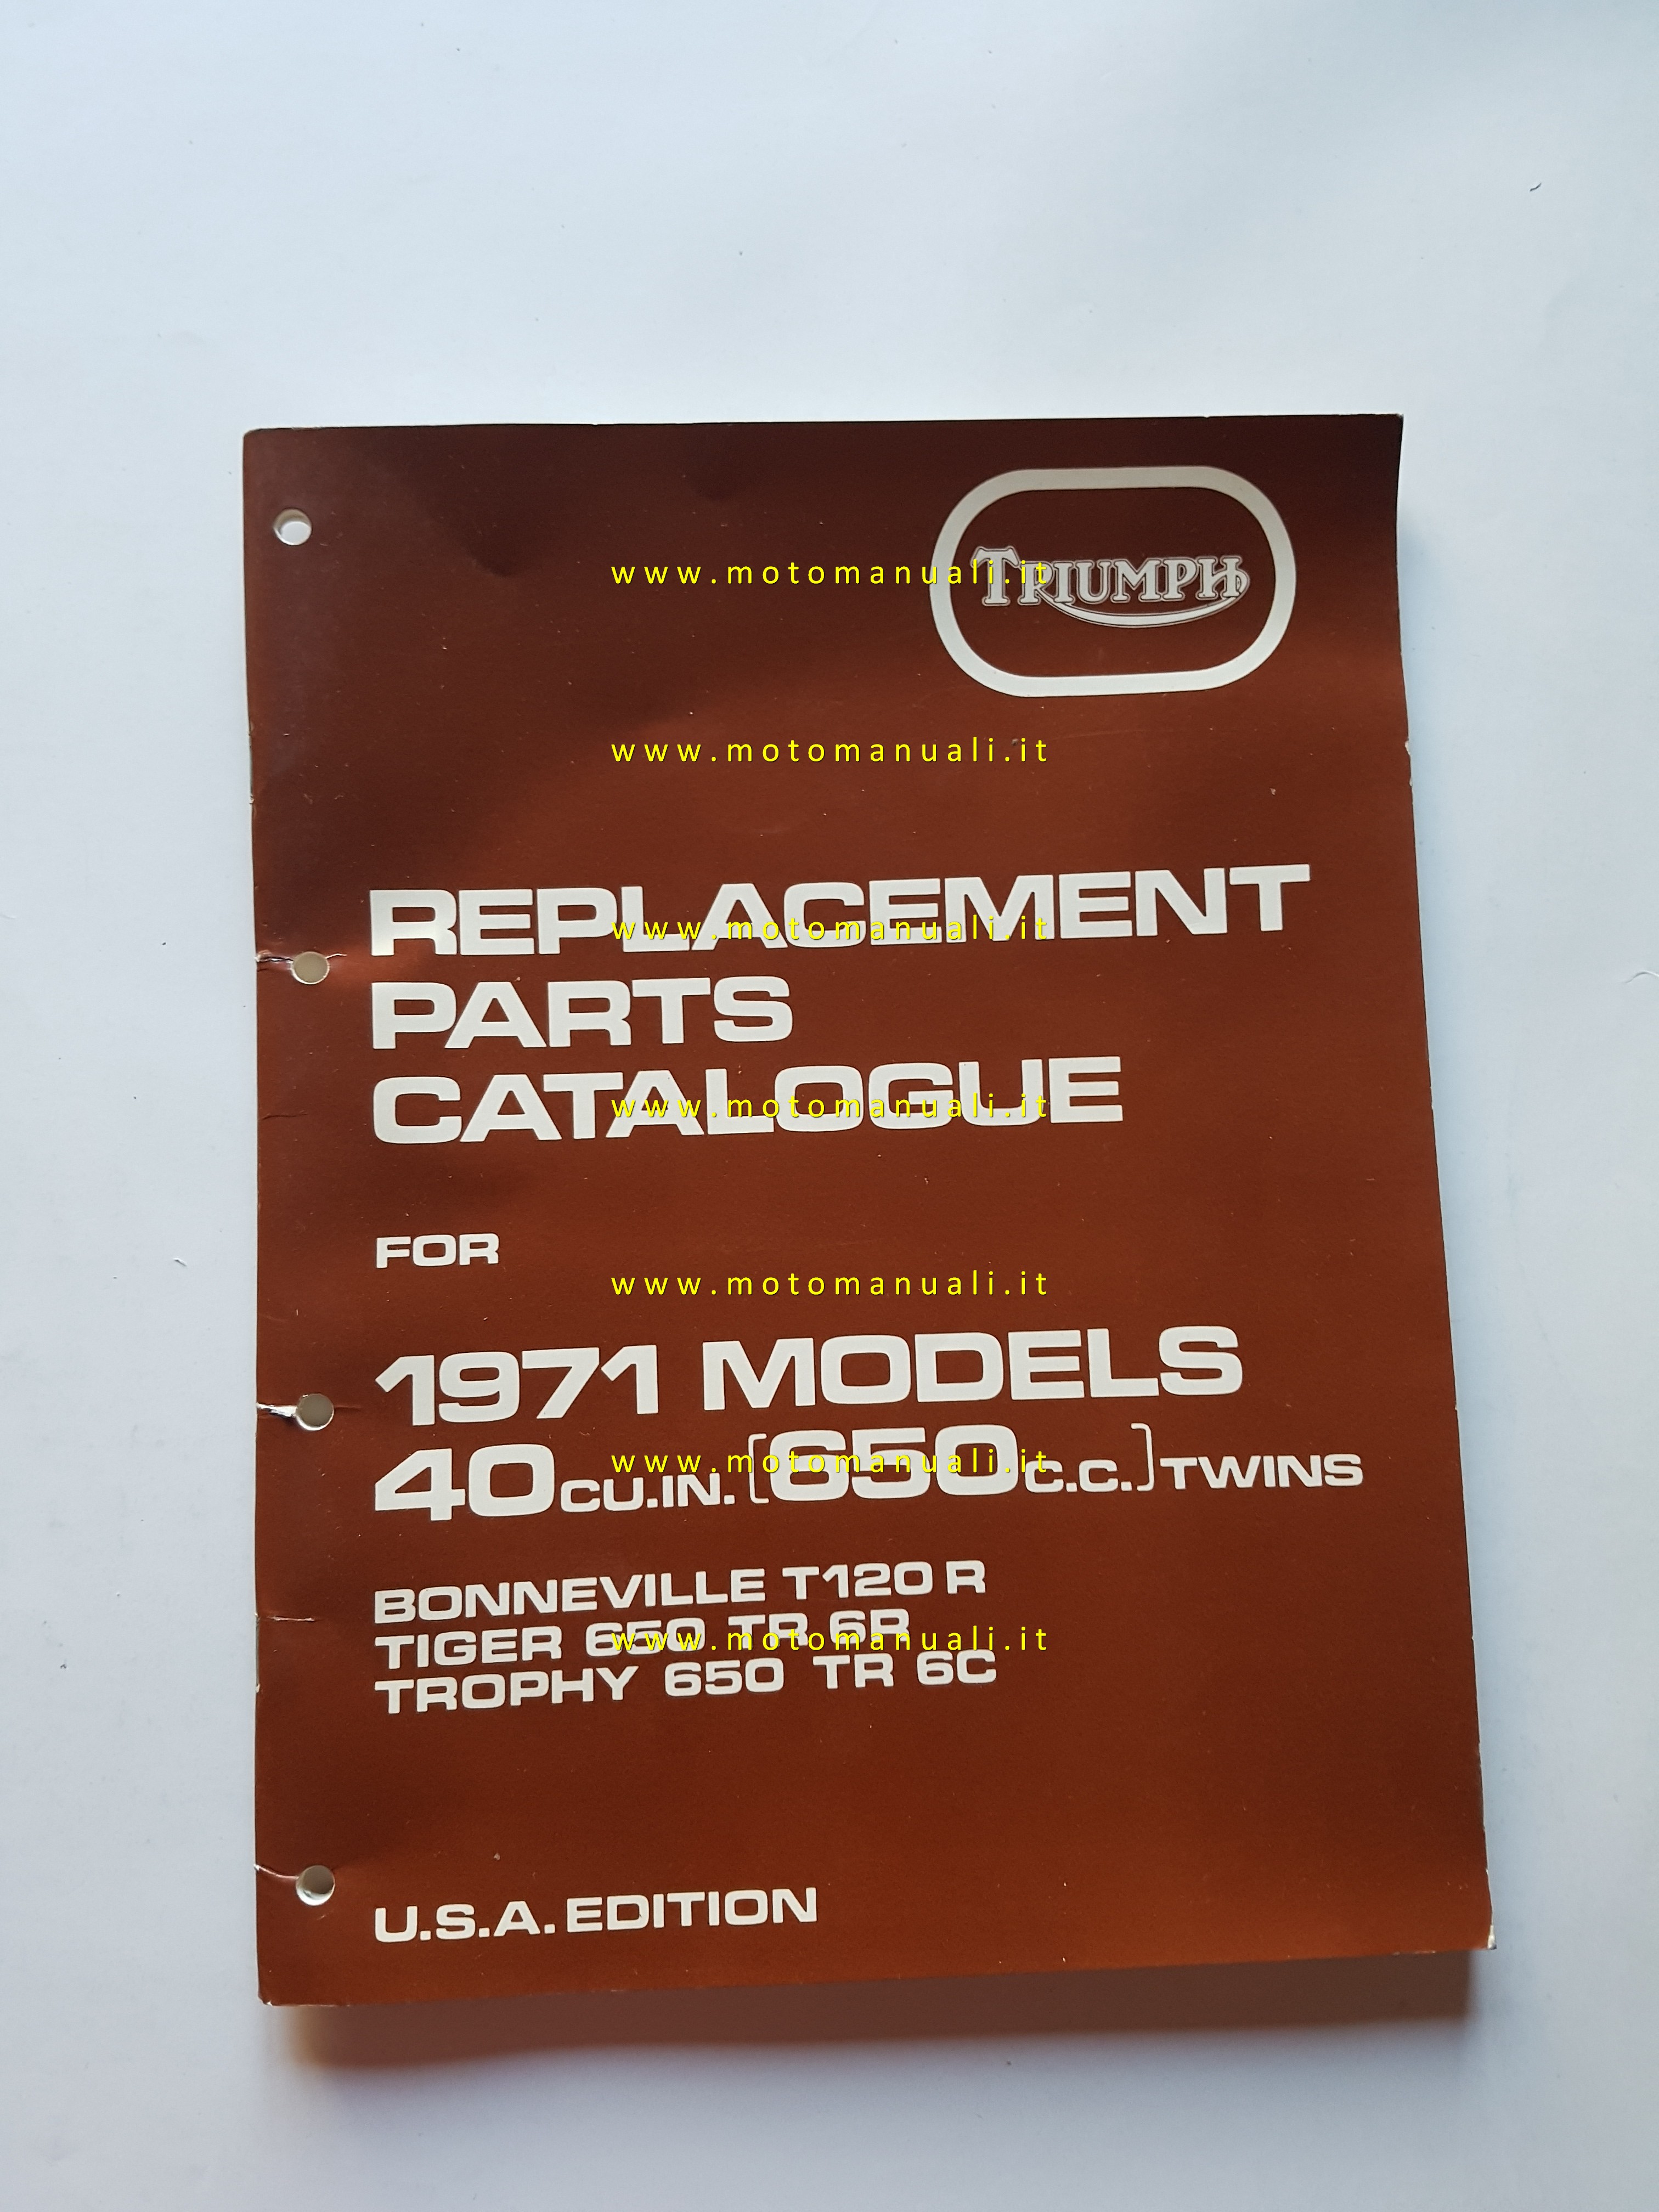 TRIUMPH
www.motomanuali.it
www.motomanuali.it
REPLACEMENT
www.motomanuali.it
PARTS
CATALOGUE
www.motomanuali.it
FOR
www.motomanuali.it
1971 MODELS
40 CU.IN. [650 C.C.] TWINS
www.motomanuali.it
BONNEVILLE T120 R
TIGER 650 TR 6R
www.motomanuali.it
TROPHY 650 TR 6C
U.S.A. EDITION